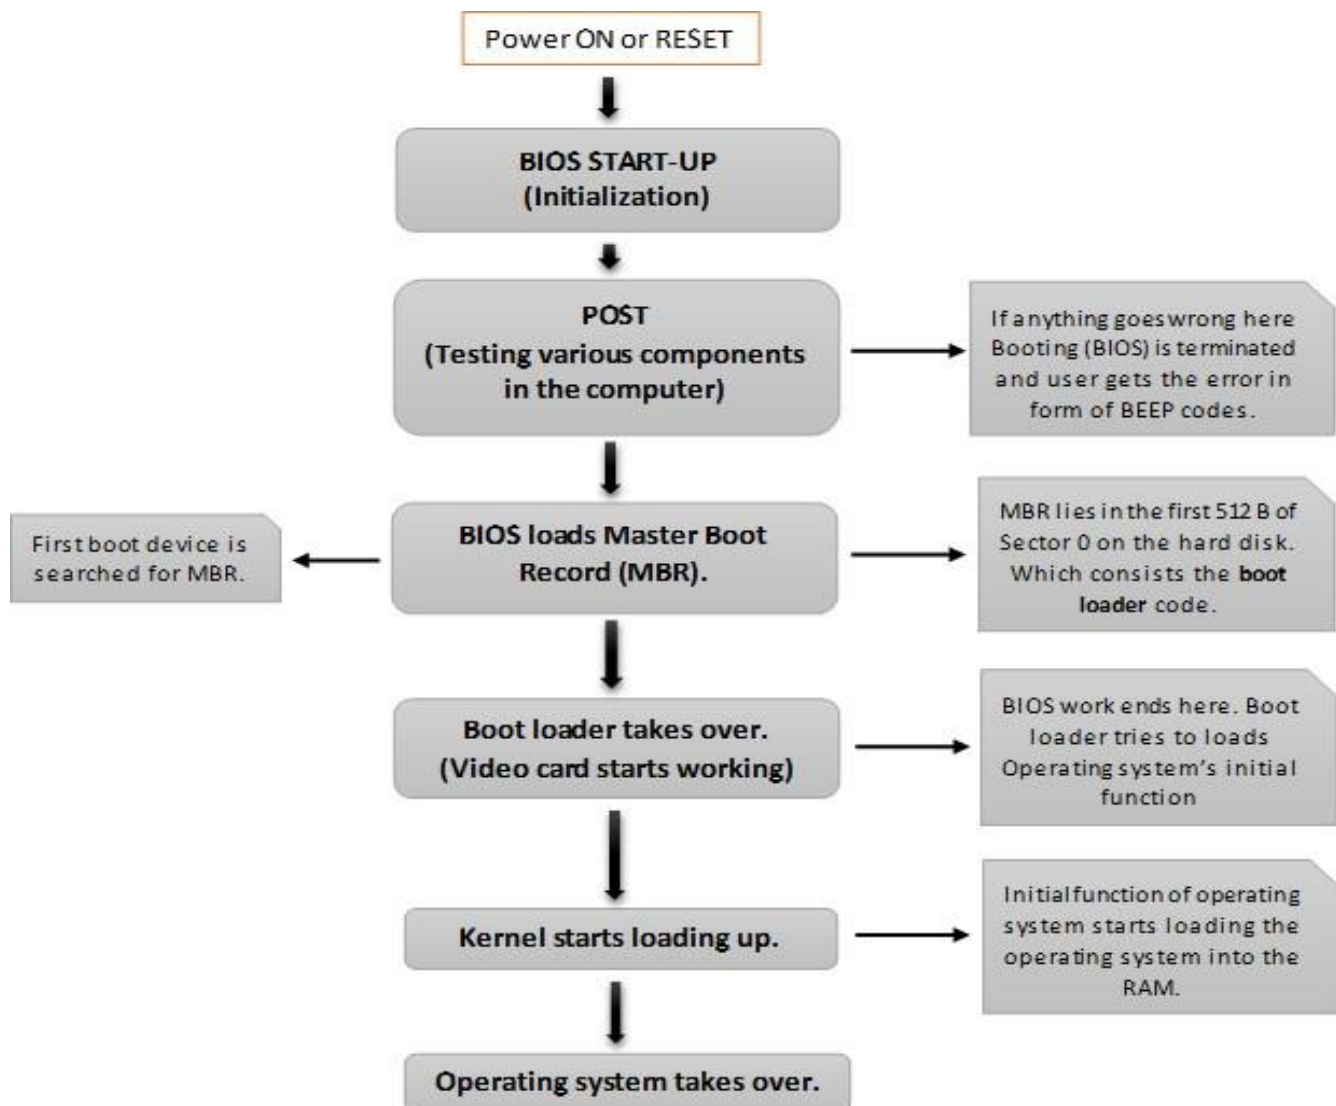 Power ON or RESET
BIOS START-UP
(Initialization)
POST
(Testing various components
in the computer)
If anything goes wrong here
Booting (BIOS) is terminated
and user gets the error in
form of BEEP codes.
First boot device is
searched for MBR.
BIOS loads Master Boot
Record (MBR).
MBR lies in the first 512 B of
Sector 0 on the hard disk.
Which consists the boot
loader code.
Boot loader takes over.
(Video card starts working)
BIOS work ends here. Boot
loader tries to loads
Operating system's initial
function
Kernel starts loading up.
Initial function of operating
system starts loading the
operating system into the
RAM.
Operating system takes over.